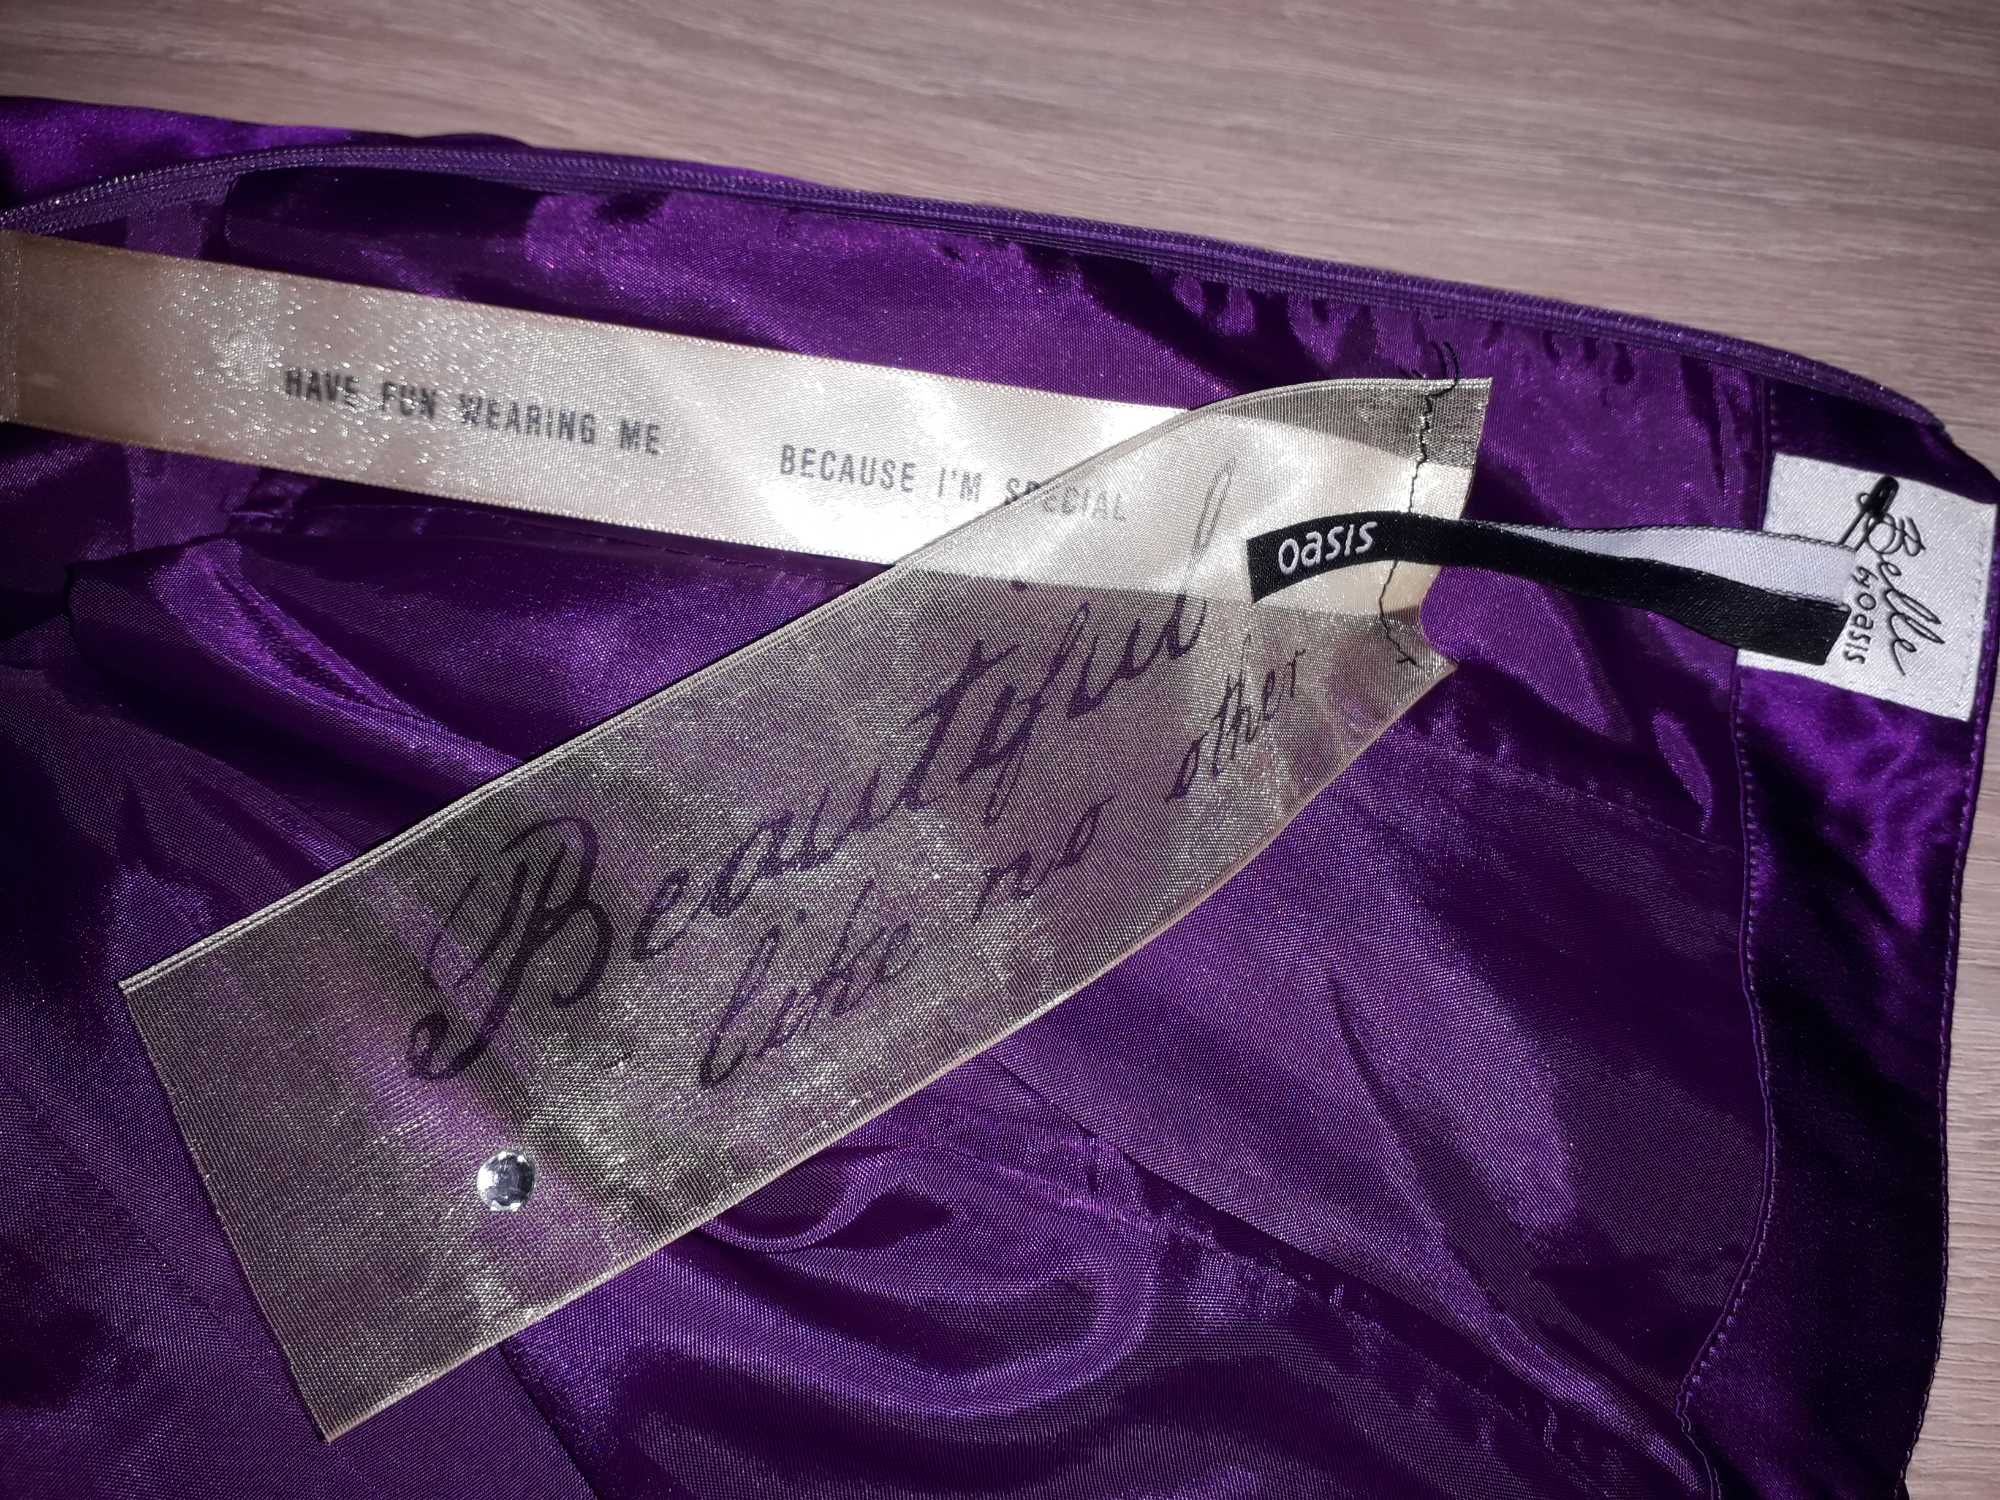 HAVE FUN WEARING ME
BECAUSE I'M SPECIAL
oasis
Belle
by oasis
Beautiful
like no other